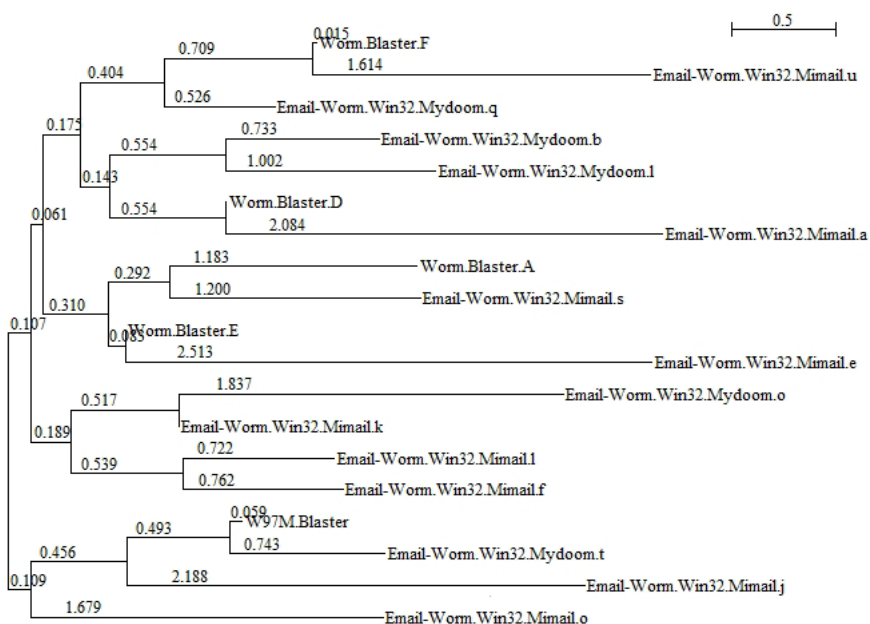 0.5
0.015
Worm.Blaster.F
0.709
1.614
Email-Worm.Win32.Mimail.u
0.404
0.526
Email-Worm.Win32.Mydoom.q
0.175
0.733
Email-Worm.Win32.Mydoom.b
0.554
1.002
Email-Worm.Win32.Mydoom.l
0.143
Worm.Blaster.D
0.554
2.084
Email-Worm.Win32.Mimail.a
0.061
1.183
Worm.Blaster.A
0.292
1.200
Email-Worm.Win32.Mimail.s
0.310
0.083
Worm.Blaster.E
2.513
Email-Worm.Win32.Mimail.e
0.107
1.837
Email-Worm.Win32.Mydoom.o
0.517
Email-Worm.Win32.Mimail.k
0.189
0.722
Email-Worm.Win32.Mimail.l
0.539
0.762
Email-Worm.Win32.Mimail.f
0.059
W97M.Blaster
0.493
0.743
Email-Worm.Win32.Mydoom.t
0.456
2.188
Email-Worm.Win32.Mimail.j
0.109
1.679
Email-Worm.Win32.Mimail.o